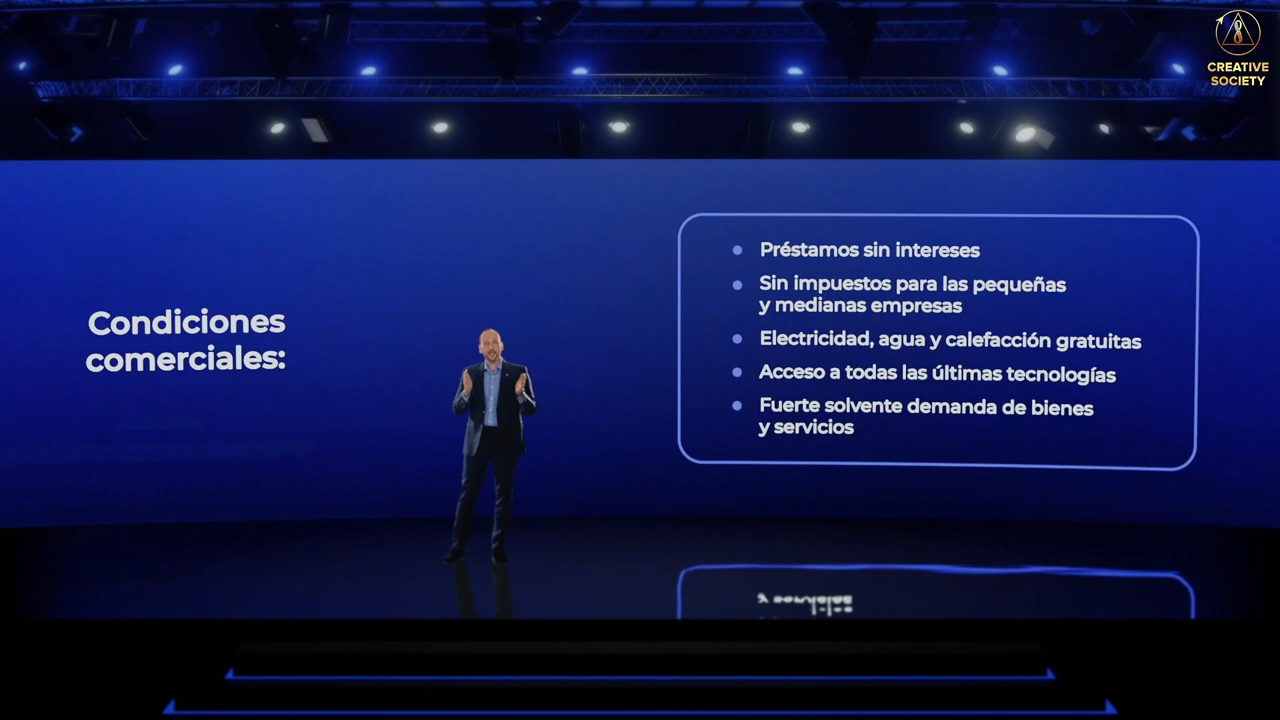 CREATIVE
SOCIETY
Condiciones
comerciales:
Préstamos sin intereses
Sin impuestos para las pequeñas
y medianas empresas
Electricidad, agua y calefacción gratuitas
Acceso a todas las últimas tecnologías
Fuerte solvente demanda de bienes
y servicios